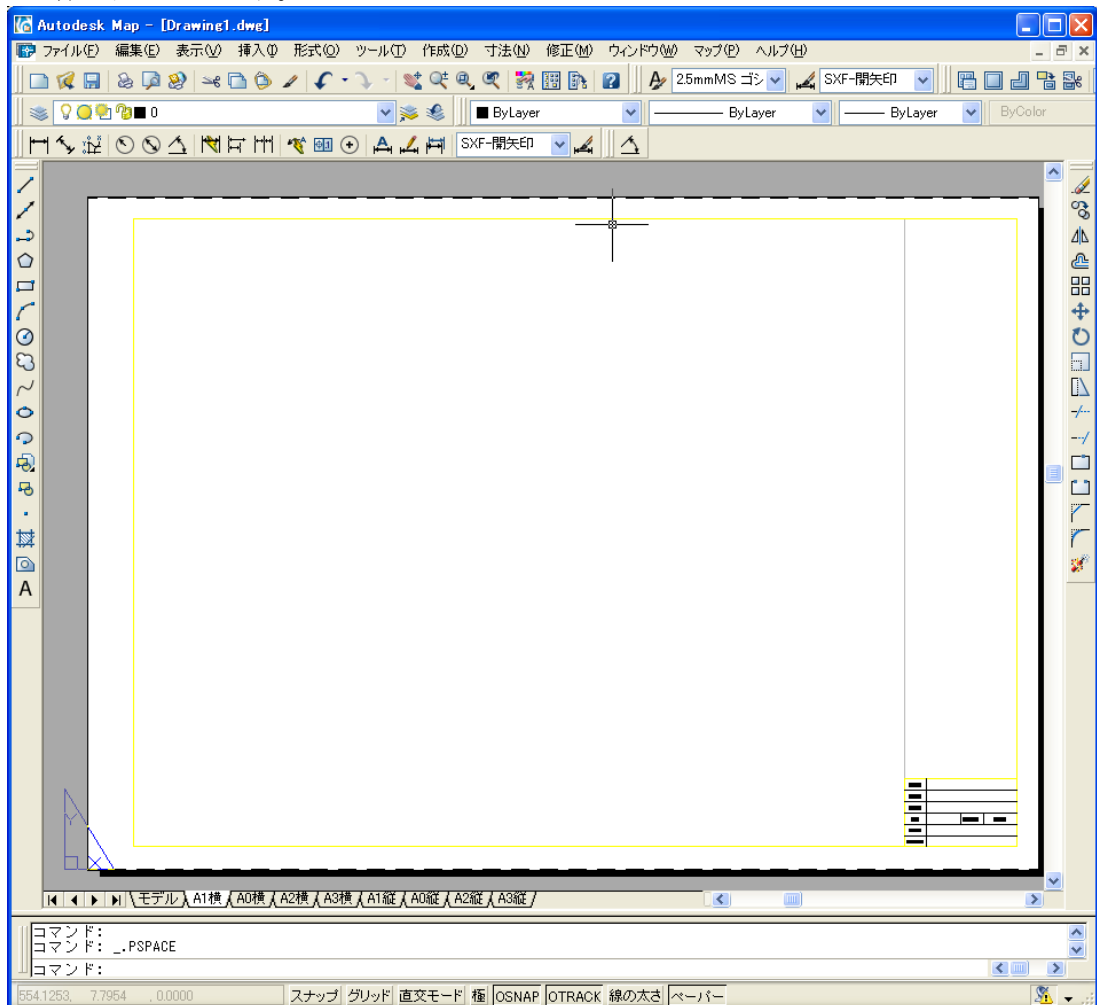 Autodesk Map - [Drawing1.dwg]
ファイル(F) 編集(E) 表示(V) 挿入(I) 形式(O) ツール(T) 作成(D) 寸法(N) 修正(M) ウィンドウ(W) マップ(P) ヘルプ(H)
2.5mmMS ゴシ SXF-開矢印
0 ByLayer ByLayer ByLayer ByColor
SXF-開矢印
A
Y
X
モデル A1横 A0横 A2横 A3横 A1縦 A0縦 A2縦 A3縦
コマンド:
コマンド: _.PSPACE
コマンド:
554.1253, 7.7954 , 0.0000 スナップ グリッド 直交モード 極 OSNAP OTRACK 線の太さ ペーパー